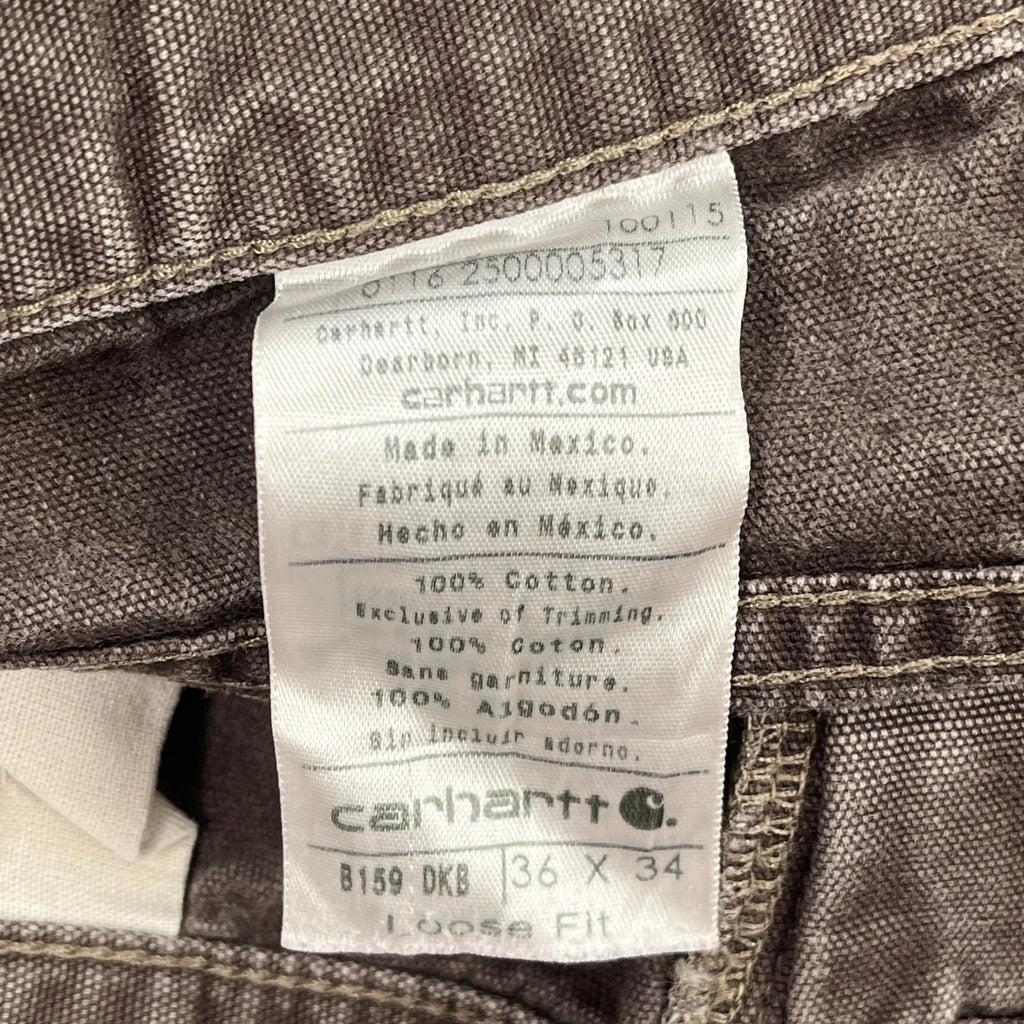 100115
0116 2500005317
Carhartt, Inc. P. O. Box 600
Dearborn, MI 48121 USA
carhartt.com
Made in Mexico.
Fabriqué au Mexique.
Hecho en México.
100% Cotton.
Exclusive of Trimming.
100% Coton.
Sans garniture.
100% Algodón.
Sin incluir adorno.
carhartt
B159 DKB 36 X 34
Loose Fit